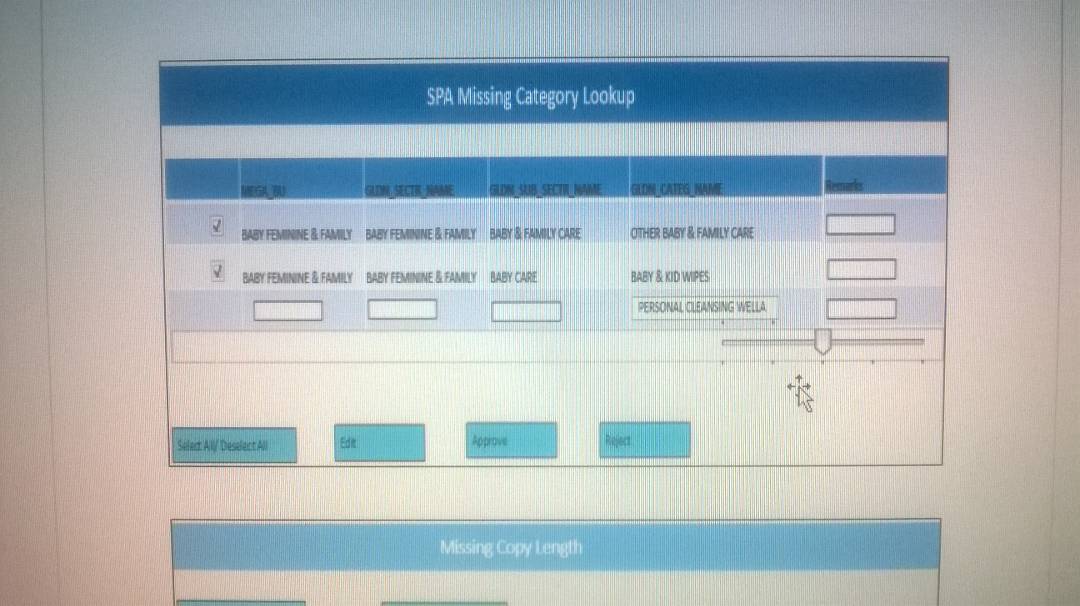 SPA Missing Category Lookup
MEGA_BU GLDN_SECTR_NAME GLDN_SUB_SECTR_NAME GLDN_CATEG_NAME Remarks
BABY FEMININE & FAMILY BABY FEMININE & FAMILY BABY & FAMILY CARE OTHER BABY & FAMILY CARE
BABY FEMININE & FAMILY BABY FEMININE & FAMILY BABY CARE BABY & KID WIPES
PERSONAL CLEANSING WELLA
Select All/ Deselect All Edit Approve Reject
Missing Copy Length